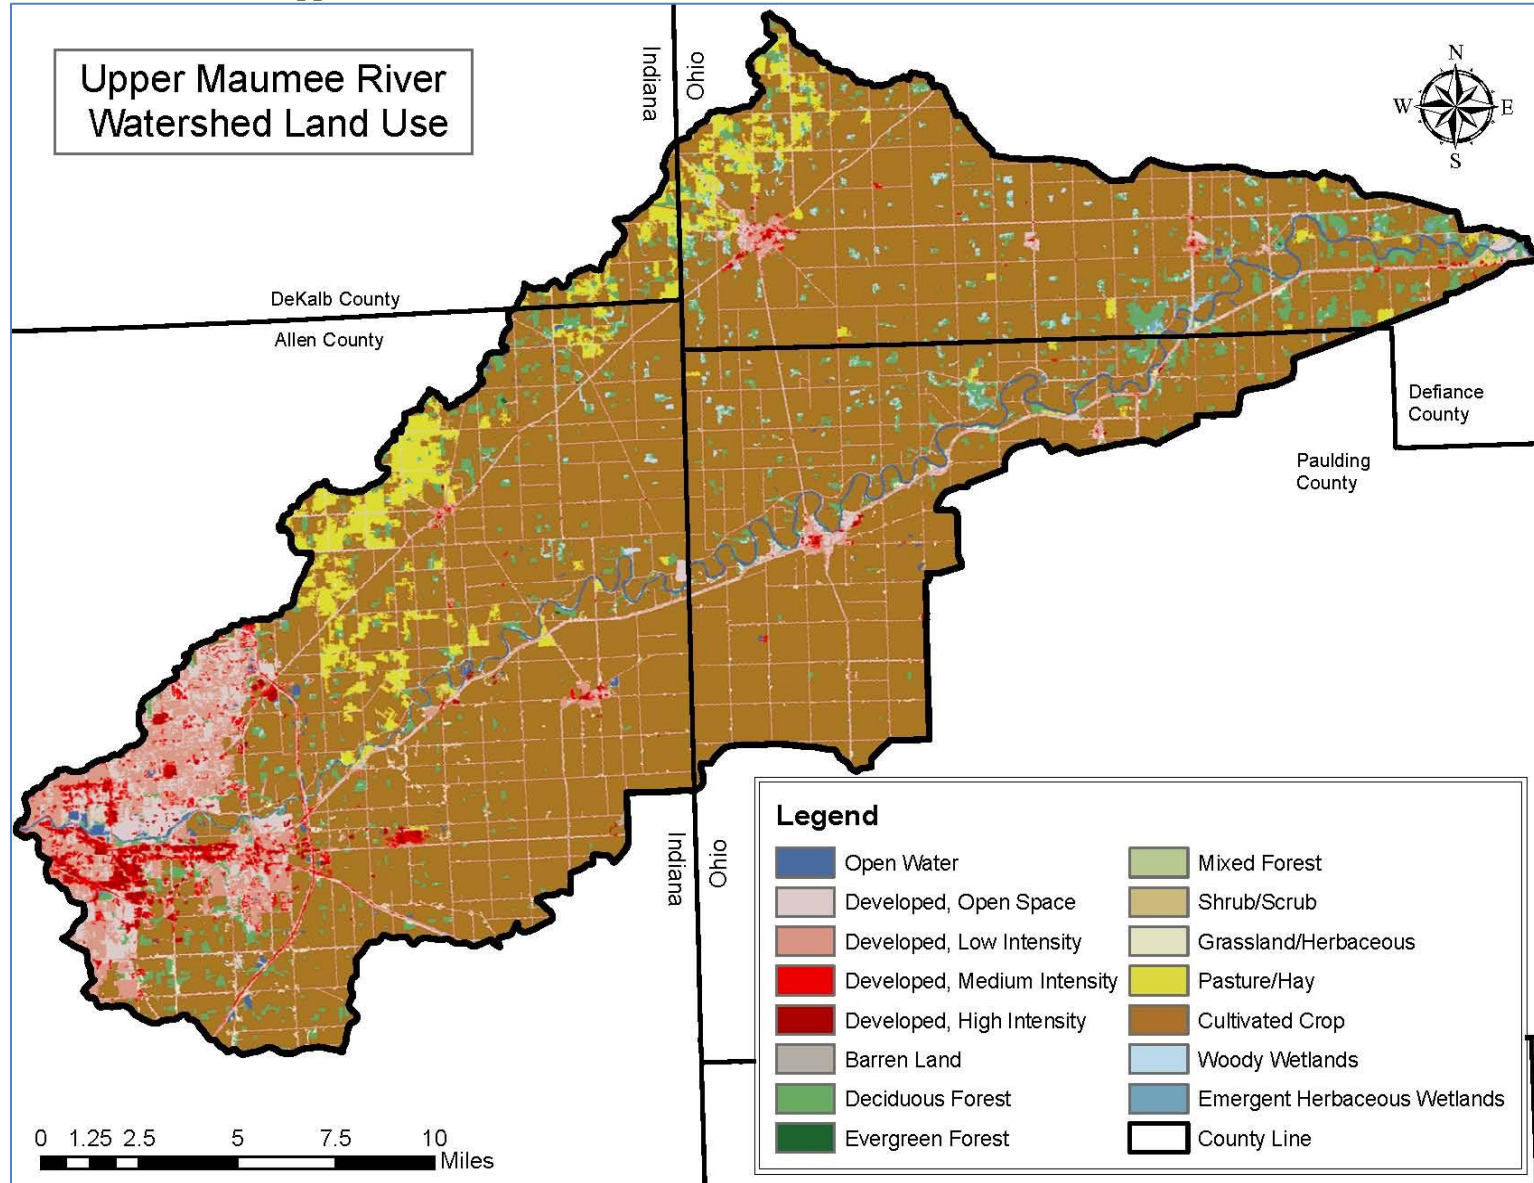 Upper Maumee River
Watershed Land Use
Indiana
Ohio
N
W
E
S
DeKalb County
Allen County
Defiance
County
Paulding
County
Indiana
Ohio
Legend
Open Water
Developed, Open Space
Developed, Low Intensity
Developed, Medium Intensity
Developed, High Intensity
Barren Land
Deciduous Forest
Evergreen Forest
Mixed Forest
Shrub/Scrub
Grassland/Herbaceous
Pasture/Hay
Cultivated Crop
Woody Wetlands
Emergent Herbaceous Wetlands
County Line
0 1.25 2.5 5 7.5 10
Miles